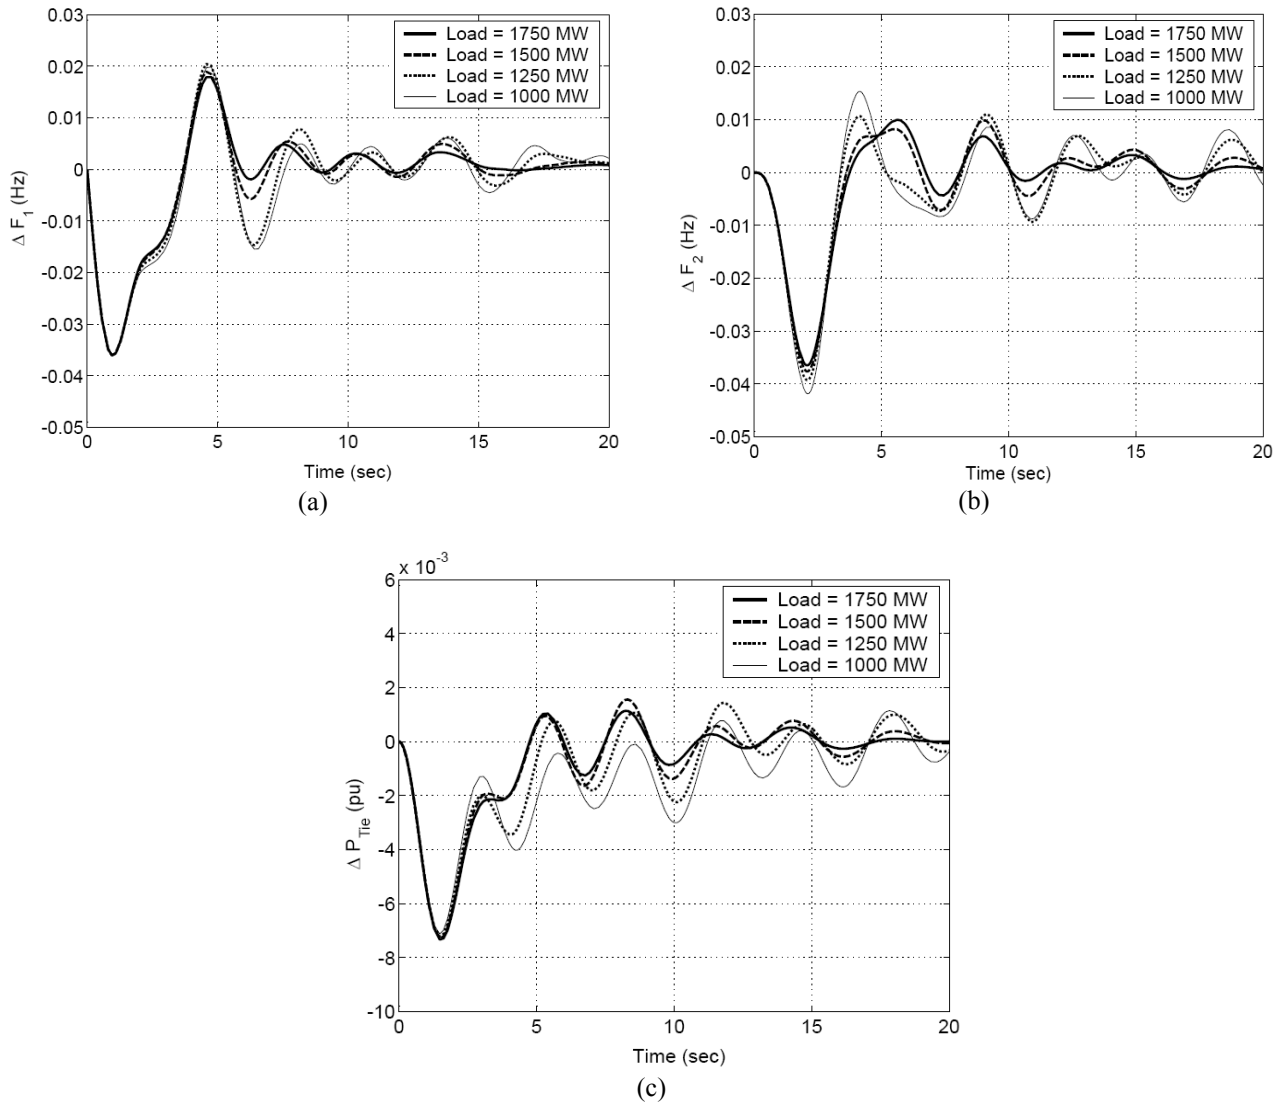 0.03
0.02
0.01
0
-0.01
-0.02
-0.03
-0.04
-0.05
Δ F1 (Hz)
Load = 1750 MW
Load = 1500 MW
Load = 1250 MW
Load = 1000 MW
0 5 10 15 20
Time (sec)
(a)
0.03
0.02
0.01
0
-0.01
-0.02
-0.03
-0.04
-0.05
Δ F2 (Hz)
Load = 1750 MW
Load = 1500 MW
Load = 1250 MW
Load = 1000 MW
0 5 10 15 20
Time (sec)
(b)
x 10-3
6
4
2
0
-2
-4
-6
-8
-10
Δ PTie (pu)
Load = 1750 MW
Load = 1500 MW
Load = 1250 MW
Load = 1000 MW
0 5 10 15 20
Time (sec)
(c)